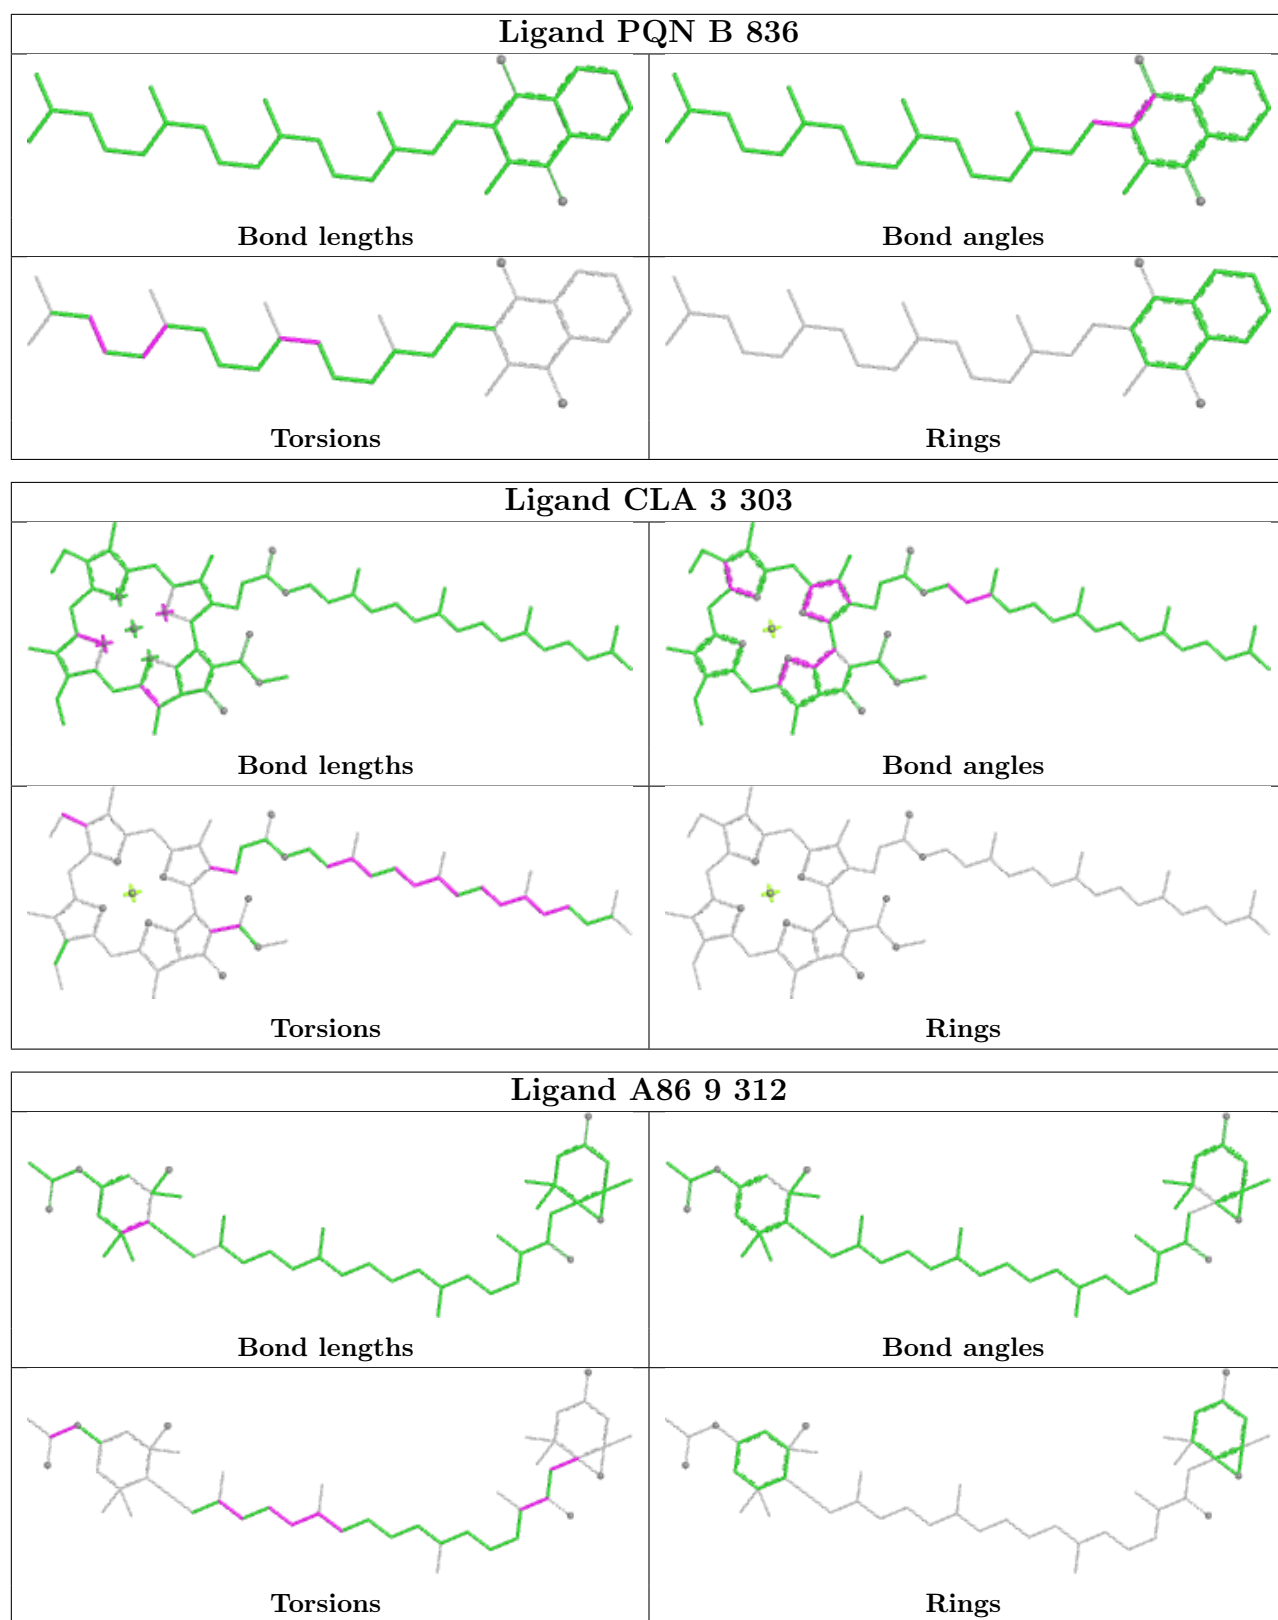 Ligand PQN B 836
Bond lengths
Bond angles
Torsions
Rings
Ligand CLA 3 303
Bond lengths
Bond angles
Torsions
Rings
Ligand A86 9 312
Bond lengths
Bond angles
Torsions
Rings